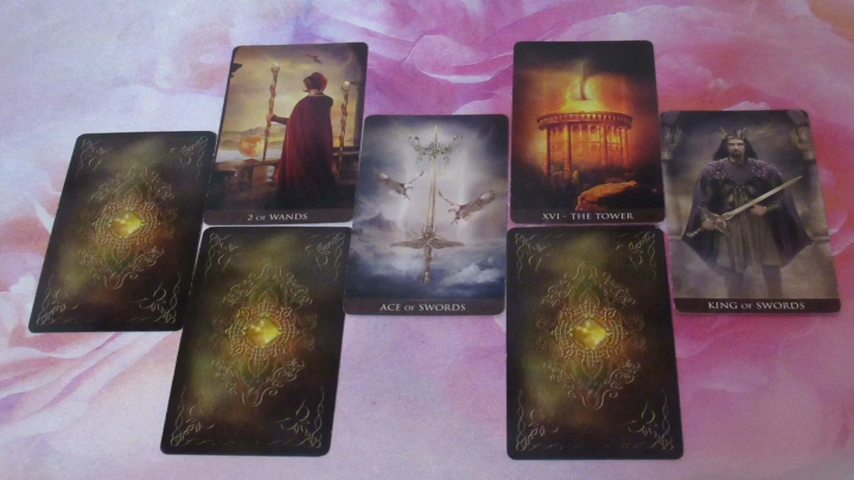 2 OF WANDS
XVI - THE TOWER
ACE OF SWORDS
KING OF SWORDS